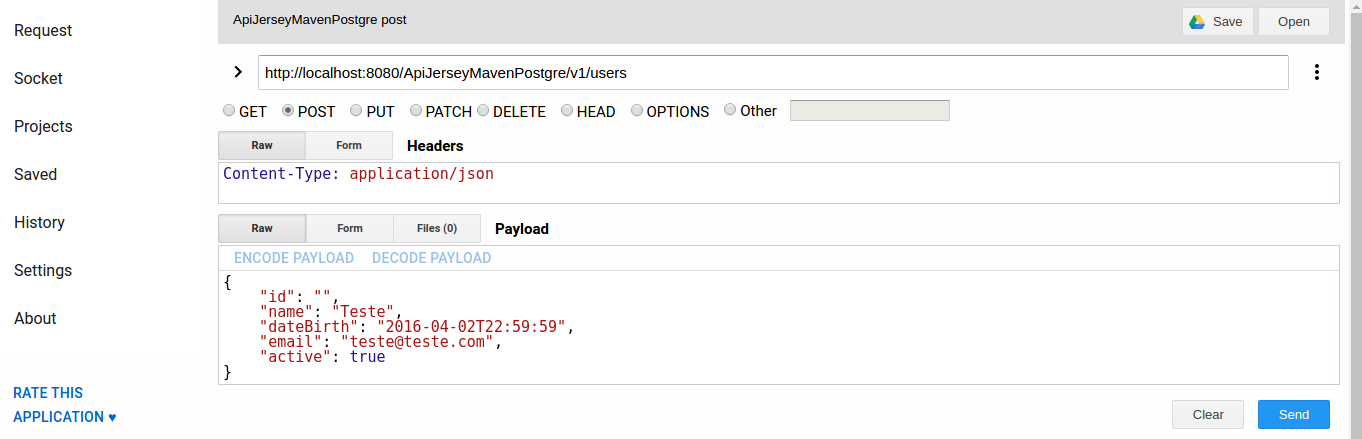 Request
Socket
Projects
Saved
History
Settings
About
RATE THIS
APPLICATION ♥
ApiJerseyMavenPostgre post
Save Open
http://localhost:8080/ApiJerseyMavenPostgre/v1/users
GET POST PUT PATCH DELETE HEAD OPTIONS Other
Raw Form Headers
Content-Type: application/json
Raw Form Files (0) Payload
ENCODE PAYLOAD DECODE PAYLOAD
{
    "id": "",
    "name": "Teste",
    "dateBirth": "2016-04-02T22:59:59",
    "email": "teste@teste.com",
    "active": true
}
Clear Send